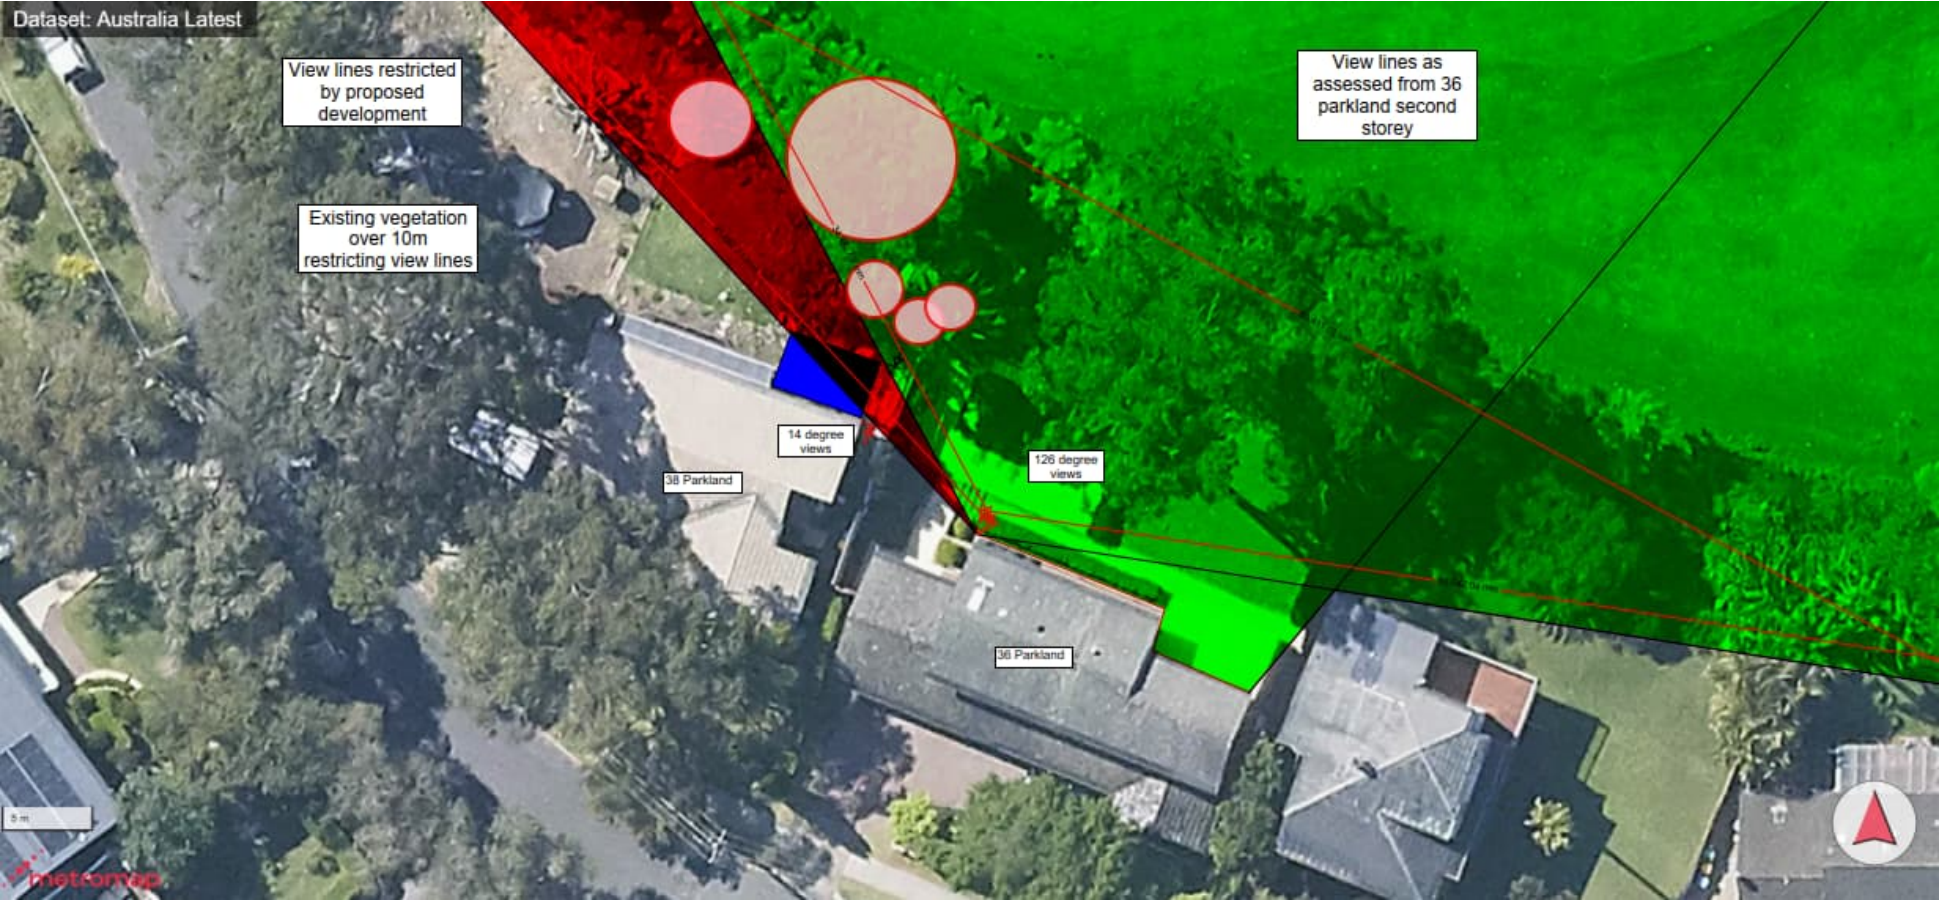 Dataset: Australia Latest
View lines restricted
by proposed
development
View lines as
assessed from 36
parkland second
storey
Existing vegetation
over 10m
restricting view lines
14 degree
views
126 degree
views
38 Parkland
36 Parkland
5 m
metromap